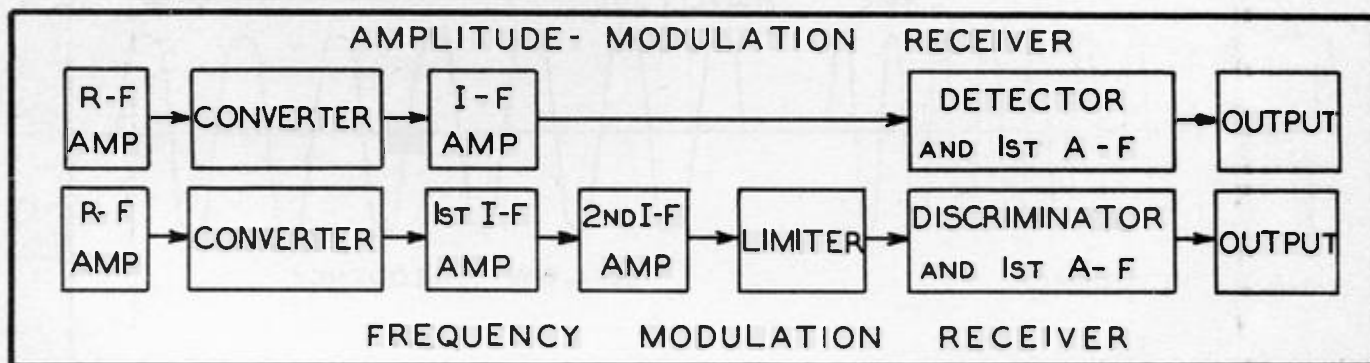 AMPLITUDE- MODULATION RECEIVER
R-F
AMP
CONVERTER
I-F
AMP
DETECTOR
AND 1ST A-F
OUTPUT
R-F
AMP
CONVERTER
1ST I-F
AMP
2ND I-F
AMP
LIMITER
DISCRIMINATOR
AND 1ST A-F
OUTPUT
FREQUENCY MODULATION RECEIVER